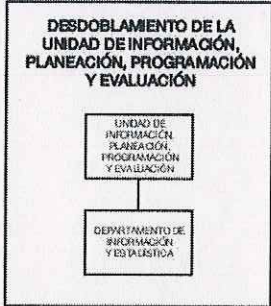 DESDOBLAMIENTO DE LA
UNIDAD DE INFORMACIÓN,
PLANEACIÓN, PROGRAMACIÓN
Y EVALUACIÓN
UNIDAD DE
INFORMACIÓN,
PLANEACIÓN,
PROGRAMACIÓN
Y EVALUACIÓN
DEPARTAMENTO DE
INFORMACIÓN
Y ESTADÍSTICA